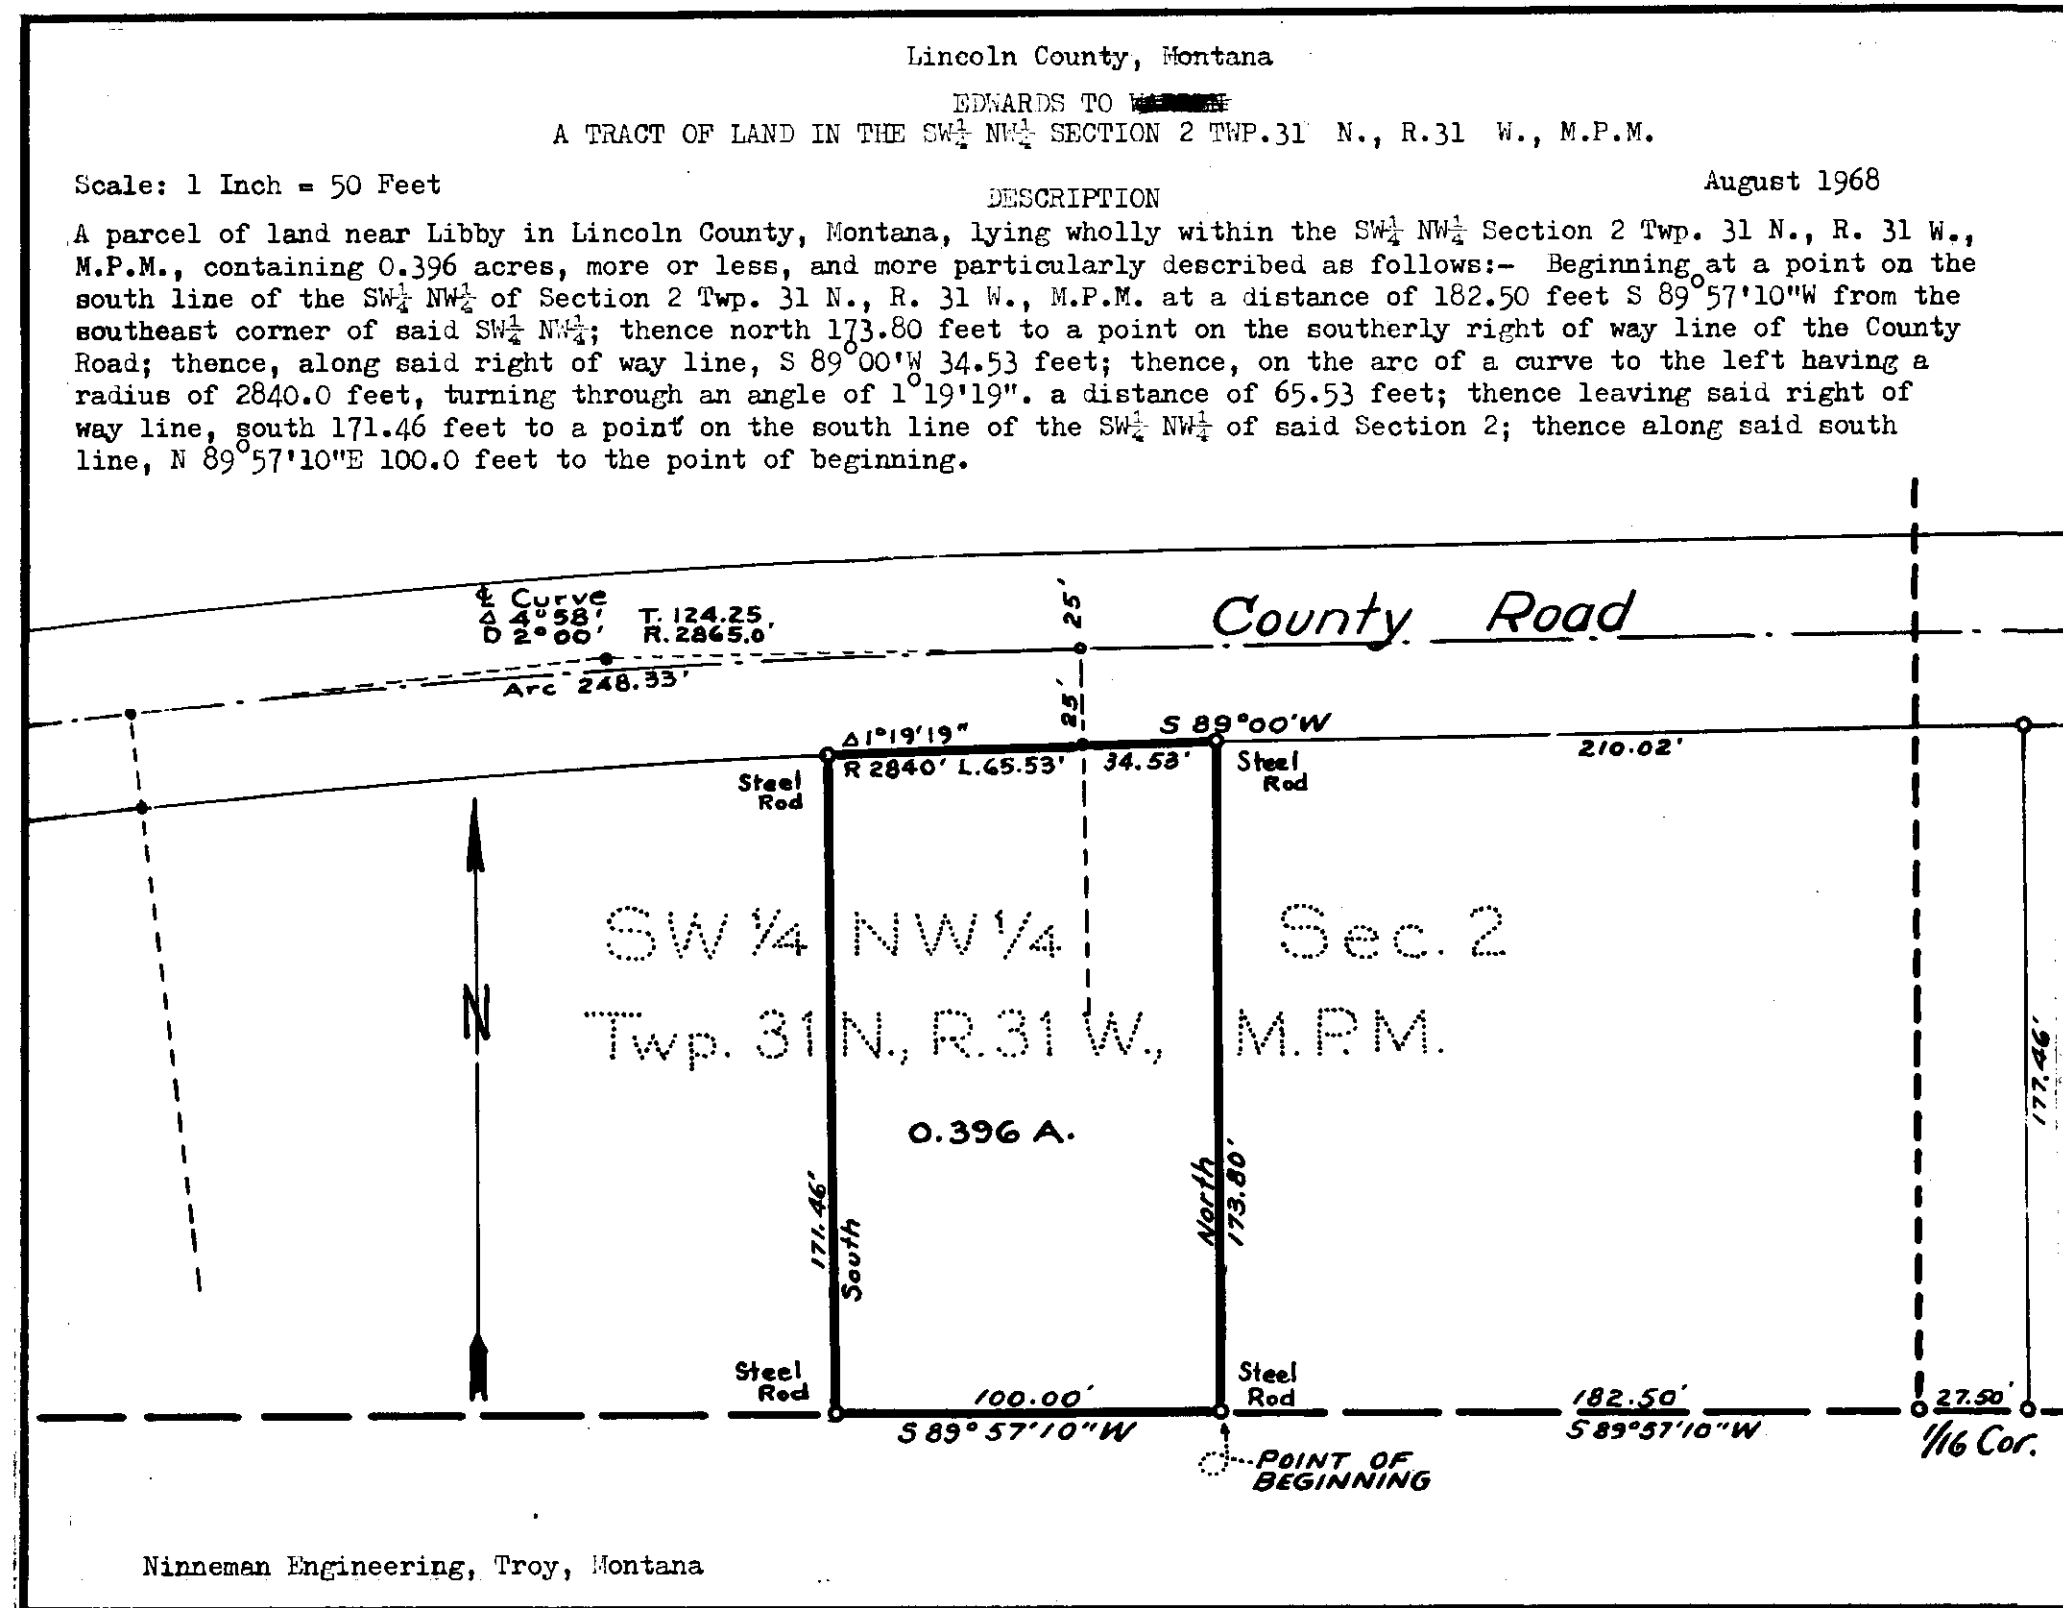 Lincoln County, Montana
EDWARDS TO
A TRACT OF LAND IN THE SW¼ NW¼ SECTION 2 TWP.31 N., R.31 W., M.P.M.
Scale: 1 Inch = 50 Feet
August 1968
DESCRIPTION
A parcel of land near Libby in Lincoln County, Montana, lying wholly within the SW¼ NW¼ Section 2 Twp. 31 N., R. 31 W.,
M.P.M., containing 0.396 acres, more or less, and more particularly described as follows:- Beginning at a point on the
south line of the SW¼ NW¼ of Section 2 Twp. 31 N., R. 31 W., M.P.M. at a distance of 182.50 feet S 89°57'10"W from the
southeast corner of said SW¼ NW¼; thence north 173.80 feet to a point on the southerly right of way line of the County
Road; thence, along said right of way line, S 89°00'W 34.53 feet; thence, on the arc of a curve to the left having a
radius of 2840.0 feet, turning through an angle of 1°19'19". a distance of 65.53 feet; thence leaving said right of
way line, south 171.46 feet to a point on the south line of the SW¼ NW¼ of said Section 2; thence along said south
line, N 89°57'10"E 100.0 feet to the point of beginning.
℄ Curve
Δ 4°58' T. 124.25
D 2°00' R. 2865.0'
Arc 248.33'
25'
25'
County Road
Δ 1°19'19"
R 2840' L.65.53'
S 89°00'W
34.53'
210.02'
Steel
Rod
Steel
Rod
N
SW 1/4 NW 1/4 Sec. 2
Twp. 31 N., R. 31 W., M.P.M.
0.396 A.
171.46'
South
North
173.80'
177.46'
Steel
Rod
Steel
Rod
100.00'
S 89°57'10"W
182.50'
S 89°57'10"W
27.50'
1/16 Cor.
POINT OF
BEGINNING
Ninneman Engineering, Troy, Montana